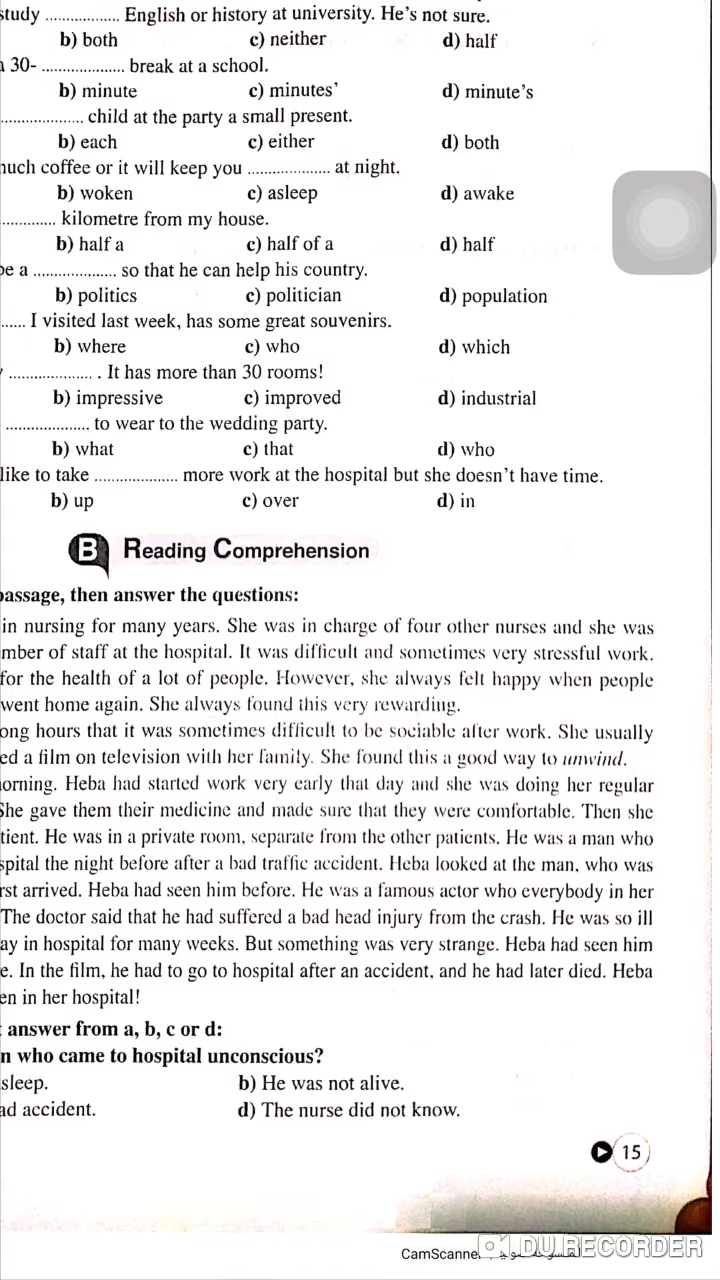 study .................. English or history at university. He's not sure.
b) both c) neither d) half
30- .................... break at a school.
b) minute c) minutes' d) minute's
.................... child at the party a small present.
b) each c) either d) both
much coffee or it will keep you .................... at night.
b) woken c) asleep d) awake
............. kilometre from my house.
b) half a c) half of a d) half
be a .................... so that he can help his country.
b) politics c) politician d) population
...... I visited last week, has some great souvenirs.
b) where c) who d) which
.................... . It has more than 30 rooms!
b) impressive c) improved d) industrial
.................... to wear to the wedding party.
b) what c) that d) who
like to take .................... more work at the hospital but she doesn't have time.
b) up c) over d) in
B Reading Comprehension
passage, then answer the questions:
in nursing for many years. She was in charge of four other nurses and she was
mber of staff at the hospital. It was difficult and sometimes very stressful work.
for the health of a lot of people. However, she always felt happy when people
went home again. She always found this very rewarding.
ong hours that it was sometimes difficult to be sociable after work. She usually
ed a film on television with her family. She found this a good way to unwind.
orning. Heba had started work very early that day and she was doing her regular
She gave them their medicine and made sure that they were comfortable. Then she
tient. He was in a private room, separate from the other patients. He was a man who
spital the night before after a bad traffic accident. Heba looked at the man, who was
rst arrived. Heba had seen him before. He was a famous actor who everybody in her
The doctor said that he had suffered a bad head injury from the crash. He was so ill
ay in hospital for many weeks. But something was very strange. Heba had seen him
e. In the film, he had to go to hospital after an accident, and he had later died. Heba
en in her hospital!
answer from a, b, c or d:
n who came to hospital unconscious?
sleep. b) He was not alive.
ad accident. d) The nurse did not know.
15
CamScanner
DU RECORDER